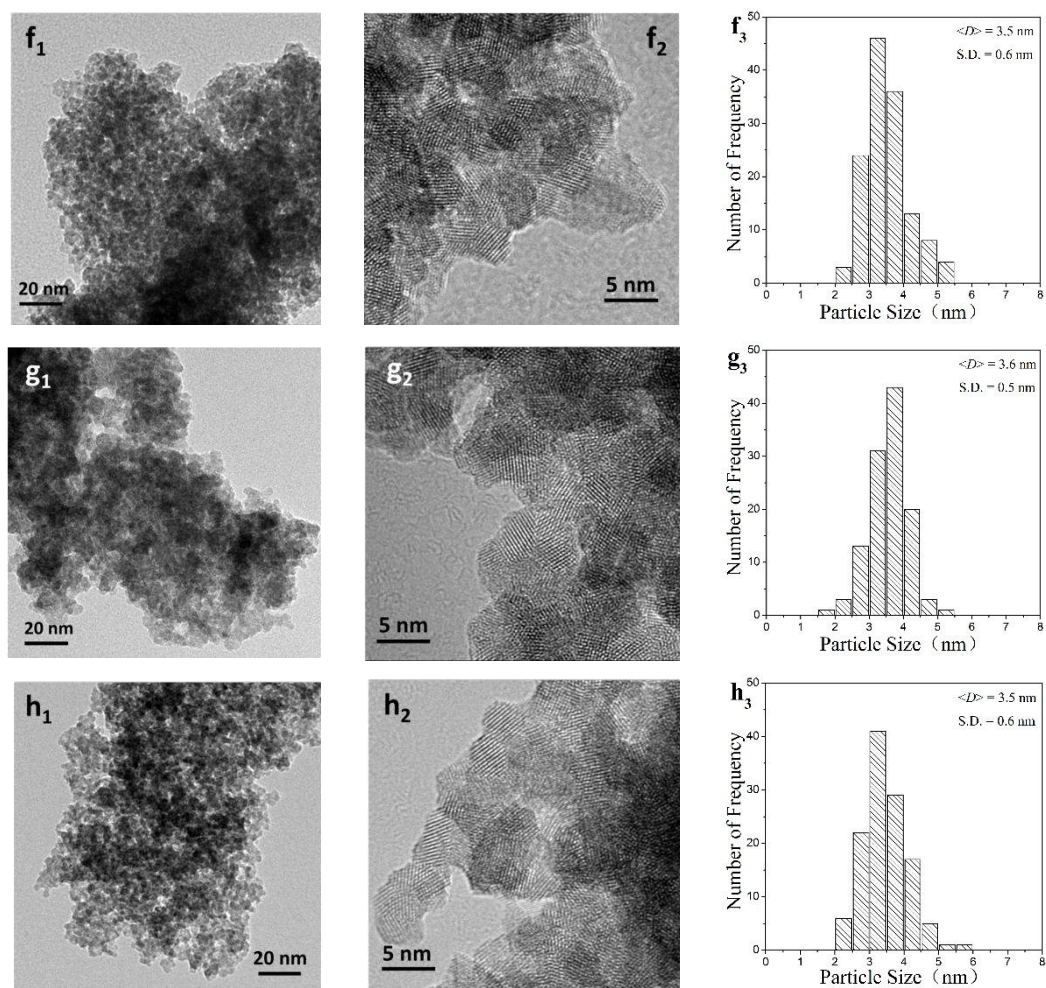 f1
20 nm
f2
5 nm
f3
<D> = 3.5 nm
S.D. = 0.6 nm
Number of Frequency
50
40
30
20
10
0
0 1 2 3 4 5 6 7 8
Particle Size（nm）
g1
20 nm
g2
5 nm
g3
<D> = 3.6 nm
S.D. = 0.5 nm
Number of Frequency
50
40
30
20
10
0
0 1 2 3 4 5 6 7 8
Particle Size（nm）
h1
20 nm
h2
5 nm
h3
<D> = 3.5 nm
S.D. = 0.6 nm
Number of Frequency
50
40
30
20
10
0
0 1 2 3 4 5 6 7 8
Particle Size（nm）